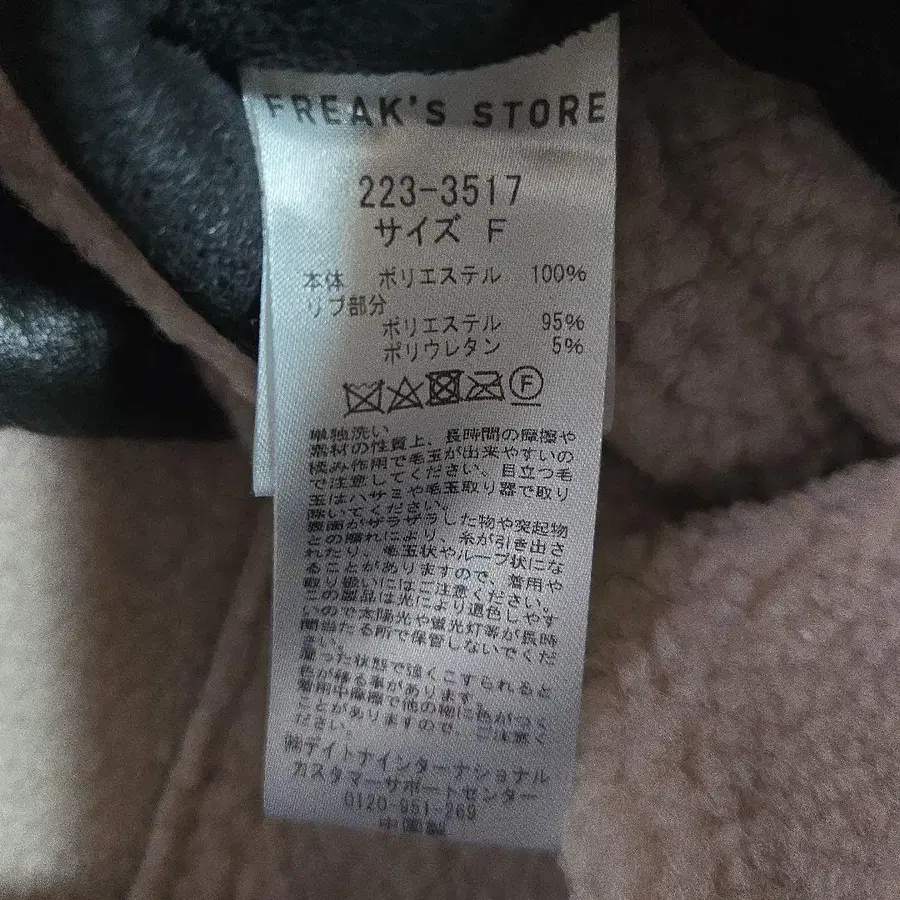 FREAK'S STORE
223-3517
サイズ F
本体 ポリエステル 100%
リブ部分
ポリエステル 95%
ポリウレタン 5%
F
単独洗い
素材の性質上、長時間の摩擦や
揉み作用で毛玉が出来やすいの
で注意してください。目立つ毛
玉はハサミや毛玉取り器で取り
除いてください。
表面がザラザラした物や突起物
との擦れにより、糸が引き出さ
れたり、毛玉状やループ状にな
ることがありますので、着用や
取り扱いにはご注意ください。
この製品は光により退色しやす
いので太陽光や蛍光灯等が長時
間当たる所で保管しないでくだ
さい。
湿った状態で強くこすられると
色が移る事があります。
着用中摩擦で他の物に色がつく
ことがありますので、ご注意く
ださい。
㈱デイトナインターナショナル
カスタマーサポートセンター
0120-951-269
中国製